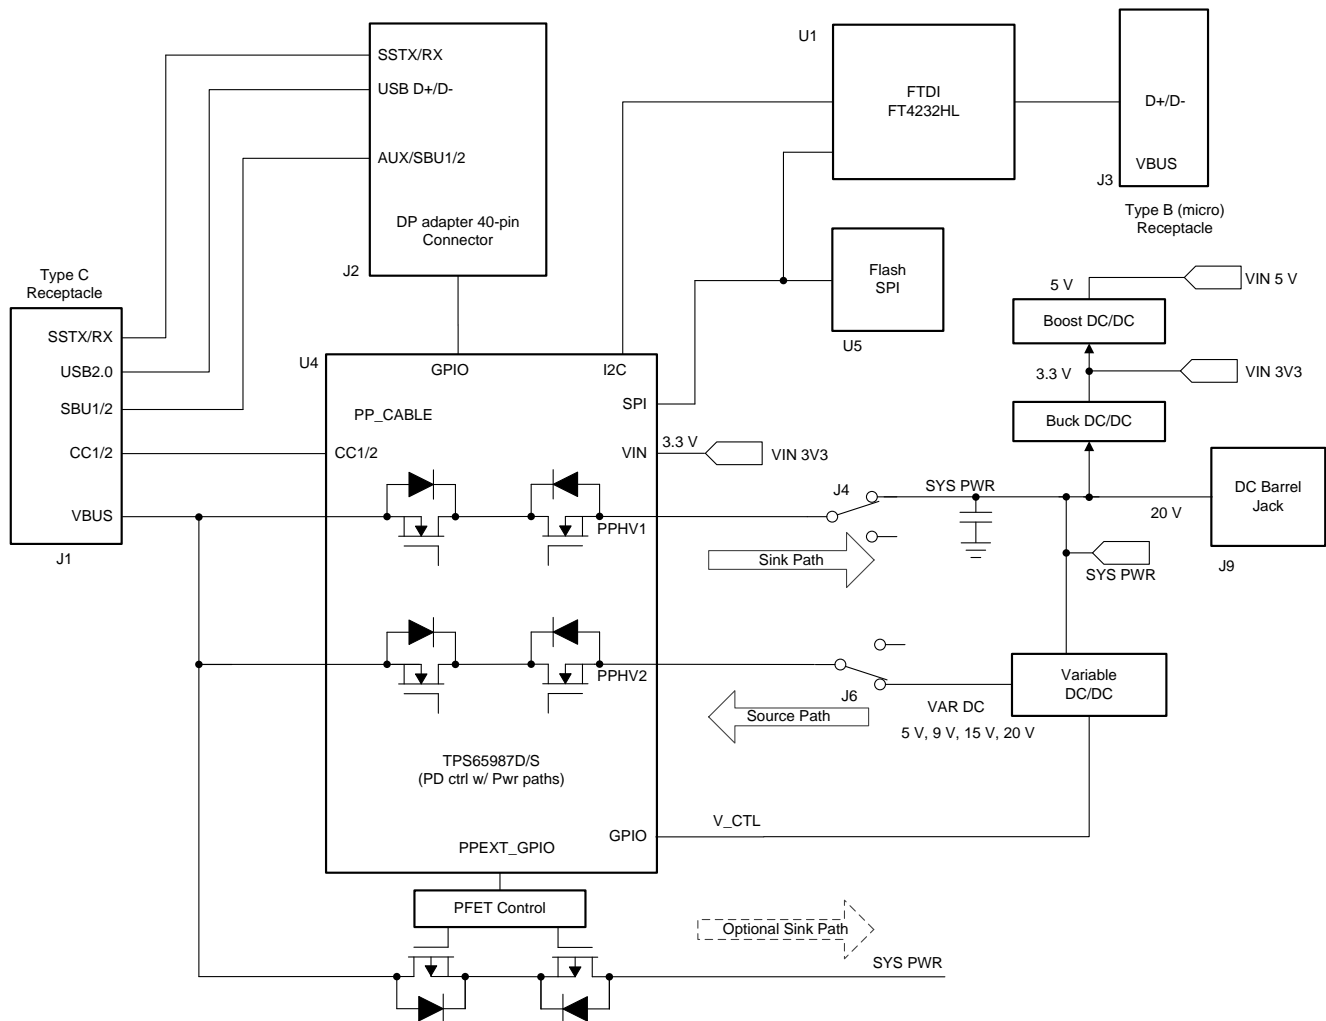 SSTX/RX
USB D+/D-
AUX/SBU1/2
DP adapter 40-pin
Connector
J2
U1
FTDI
FT4232HL
D+/D-
VBUS
J3
Type B (micro)
Receptacle
Flash
SPI
U5
Type C
Receptacle
SSTX/RX
USB2.0
SBU1/2
CC1/2
VBUS
J1
U4
GPIO
I2C
PP_CABLE
SPI
CC1/2
VIN
3.3 V
VIN 3V3
5 V
VIN 5 V
Boost DC/DC
3.3 V
VIN 3V3
Buck DC/DC
PPHV1
J4
SYS PWR
20 V
DC Barrel
Jack
J9
Sink Path
SYS PWR
PPHV2
J6
Variable
DC/DC
Source Path
VAR DC
5 V, 9 V, 15 V, 20 V
TPS65987D/S
(PD ctrl w/ Pwr paths)
GPIO
V_CTL
PPEXT_GPIO
PFET Control
Optional Sink Path
SYS PWR